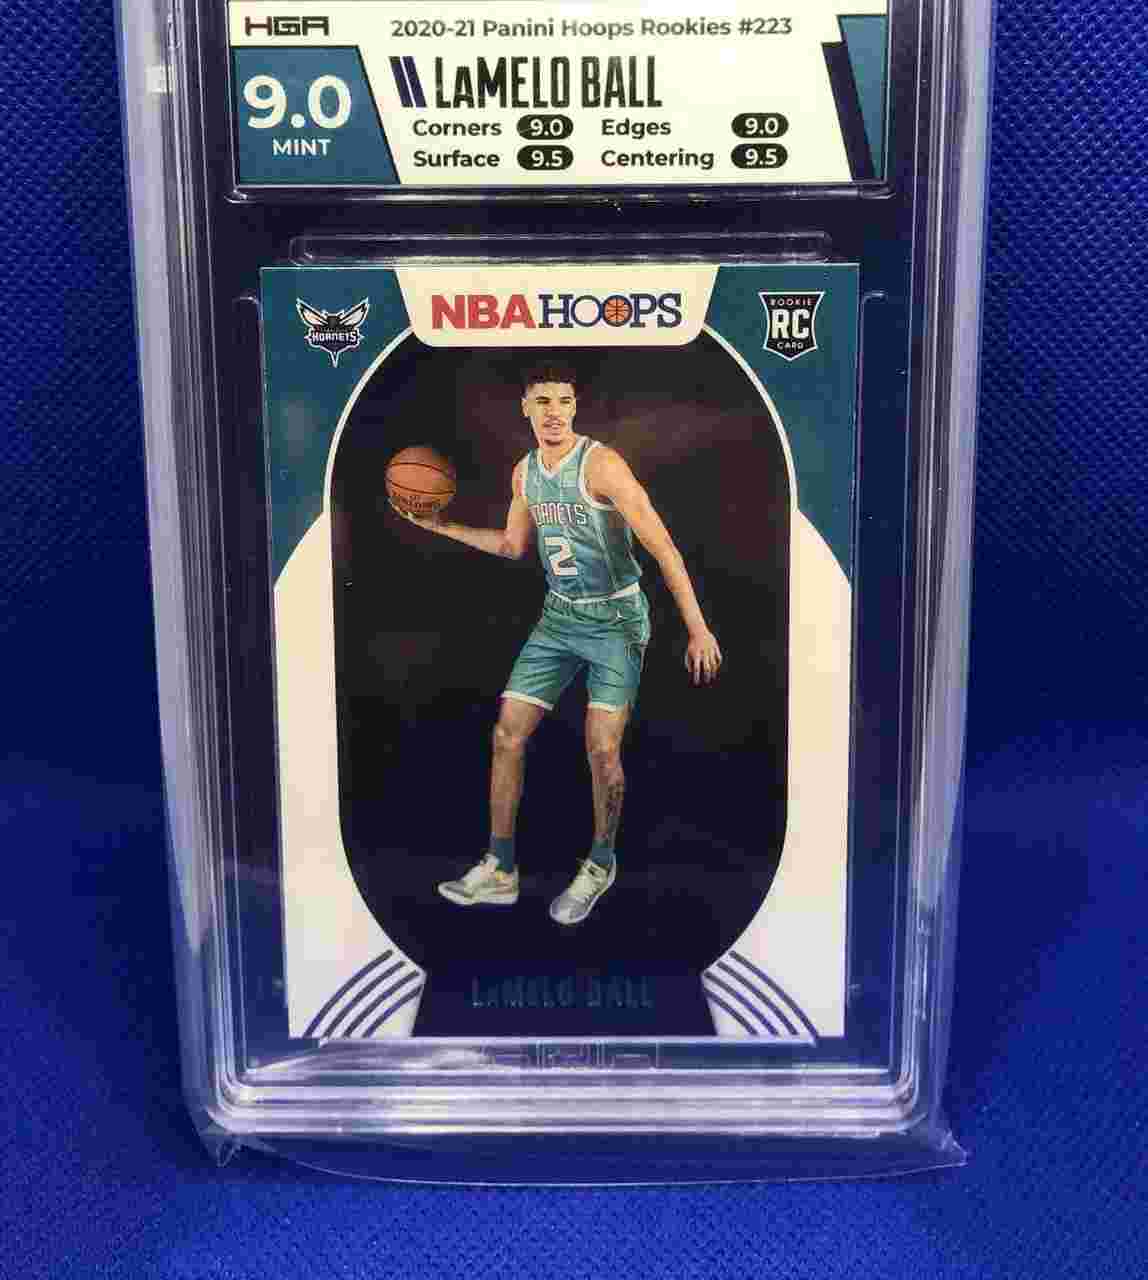 HGA
2020-21 Panini Hoops Rookies #223
9.0
MINT
LaMELO BALL
Corners 9.0 Edges 9.0
Surface 9.5 Centering 9.5
HORNETS
NBA HOOPS
ROOKIE
RC
CARD
SPALDING
HORNETS
2
LaMELO BALL